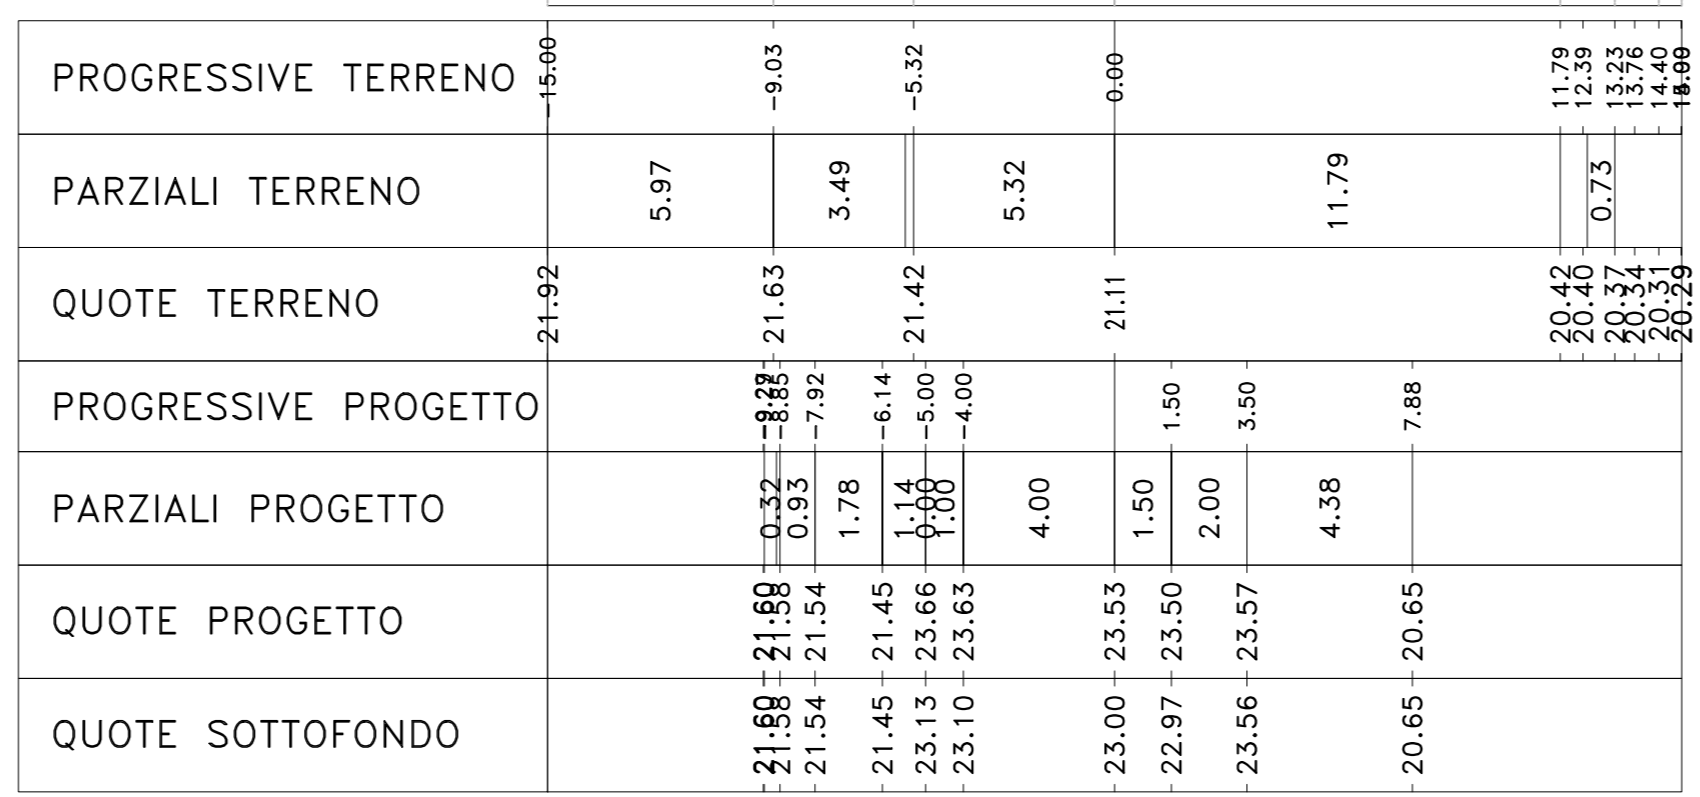 PROGRESSIVE TERRENO -15.00 -9.03 -5.32 0.00 11.79 12.39 13.23 13.76 14.40
PARZIALI TERRENO 5.97 3.49 5.32 11.79 0.73
QUOTE TERRENO 21.92 21.63 21.42 21.11 20.42 20.40 20.37 20.34 20.31 20.29
PROGRESSIVE PROGETTO -8.85 -7.92 -6.14 -5.00 -4.00 1.50 3.50 7.88
PARZIALI PROGETTO 0.32 0.93 1.78 1.14 0.00 1.00 4.00 1.50 2.00 4.38
QUOTE PROGETTO 21.60 21.58 21.54 21.45 23.66 23.63 23.53 23.50 23.57 20.65
QUOTE SOTTOFONDO 21.60 21.58 21.54 21.45 23.13 23.10 23.00 22.97 23.56 20.65